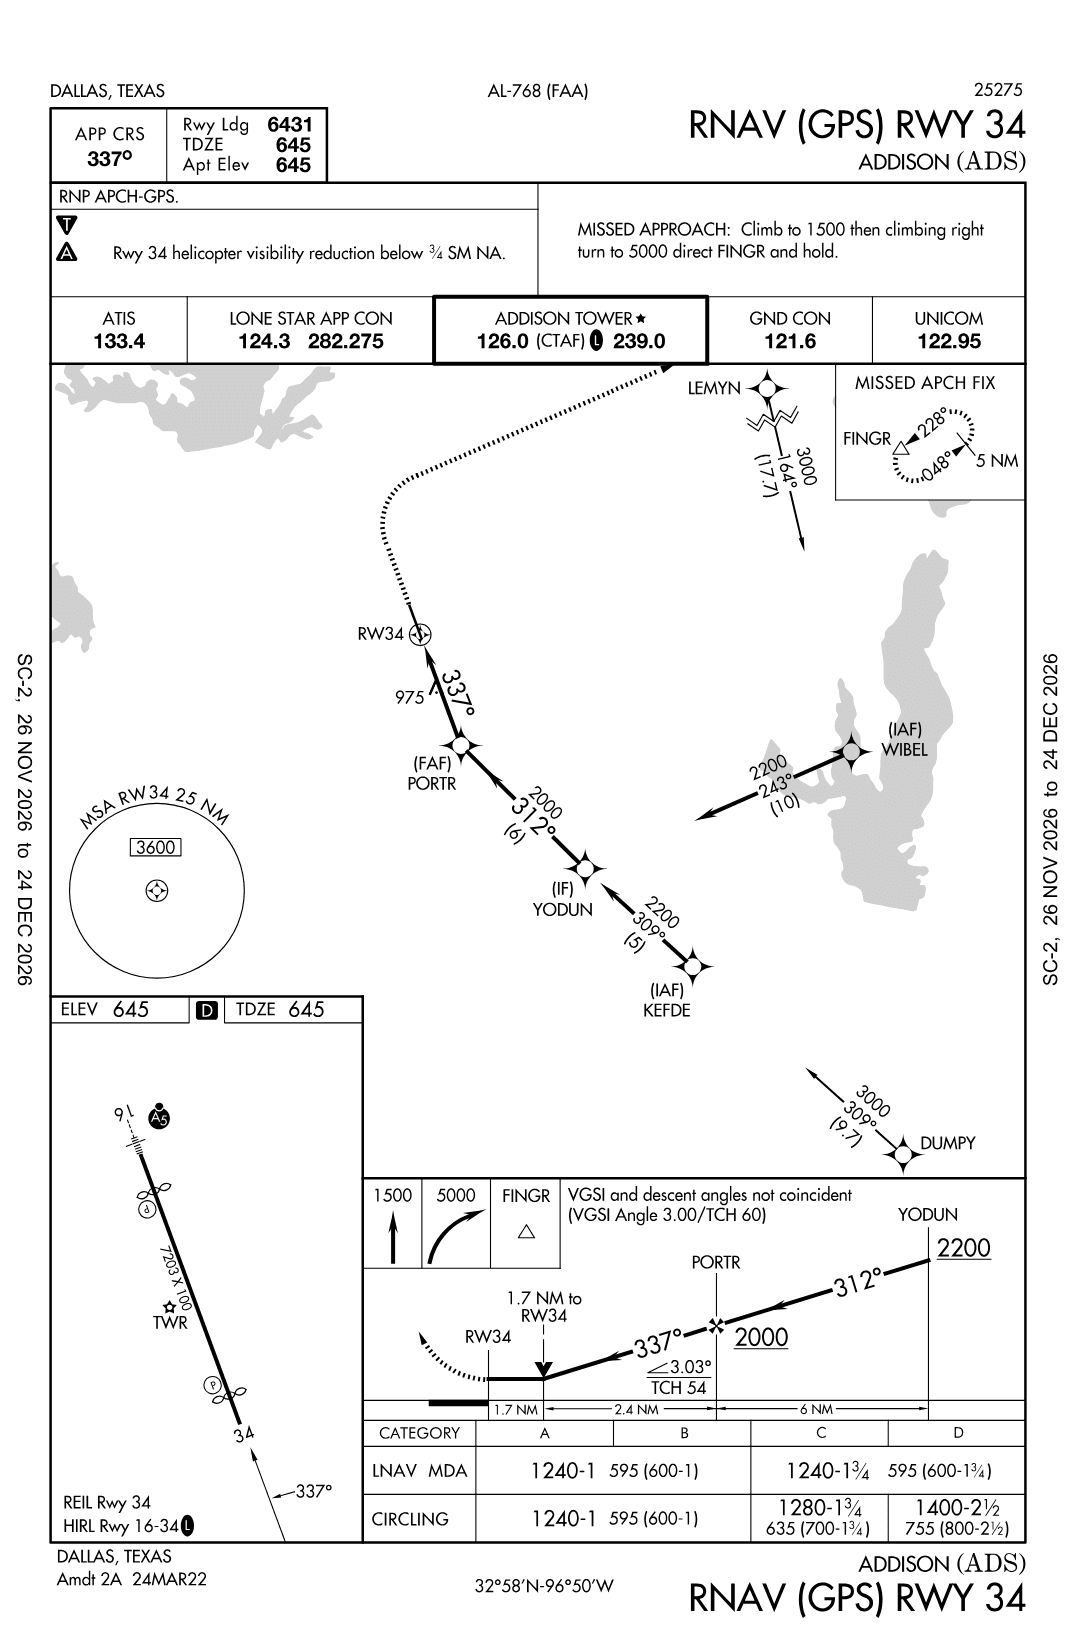 DALLAS, TEXAS
AL-768 (FAA)
25275
RNAV (GPS) RWY 34
ADDISON (ADS)
APP CRS
337°
Rwy Ldg 6431
TDZE 645
Apt Elev 645
RNP APCH-GPS.
T
A
Rwy 34 helicopter visibility reduction below ¾ SM NA.
MISSED APPROACH: Climb to 1500 then climbing right
turn to 5000 direct FINGR and hold.
ATIS
133.4
LONE STAR APP CON
124.3 282.275
ADDISON TOWER★
126.0 (CTAF) L 239.0
GND CON
121.6
UNICOM
122.95
LEMYN
3000
164°
(17.7)
MISSED APCH FIX
FINGR
228°
048°
5 NM
RW34
975
337°
(FAF)
PORTR
2000
312°
(6)
(IF)
YODUN
2200
309°
(5)
(IAF)
KEFDE
(IAF)
WIBEL
2200
243°
(10)
3000
309°
(9.7)
DUMPY
MSA RW34 25 NM
3600
SC-2, 26 NOV 2026 to 24 DEC 2026
SC-2, 26 NOV 2026 to 24 DEC 2026
ELEV 645
D
TDZE 645
16
A5
P
7203 X 100
TWR
P
34
337°
REIL Rwy 34
HIRL Rwy 16-34 L
1500
5000
FINGR
VGSI and descent angles not coincident
(VGSI Angle 3.00/TCH 60)
YODUN
2200
312°
PORTR
2000
337°
1.7 NM to
RW34
RW34
3.03°
TCH 54
1.7 NM
2.4 NM
6 NM
CATEGORY A B C D
LNAV MDA 1240-1 595 (600-1) 1240-1¾ 595 (600-1¾)
CIRCLING 1240-1 595 (600-1) 1280-1¾ 1400-2½
635 (700-1¾) 755 (800-2½)
DALLAS, TEXAS
Amdt 2A 24MAR22
32°58′N-96°50′W
ADDISON (ADS)
RNAV (GPS) RWY 34